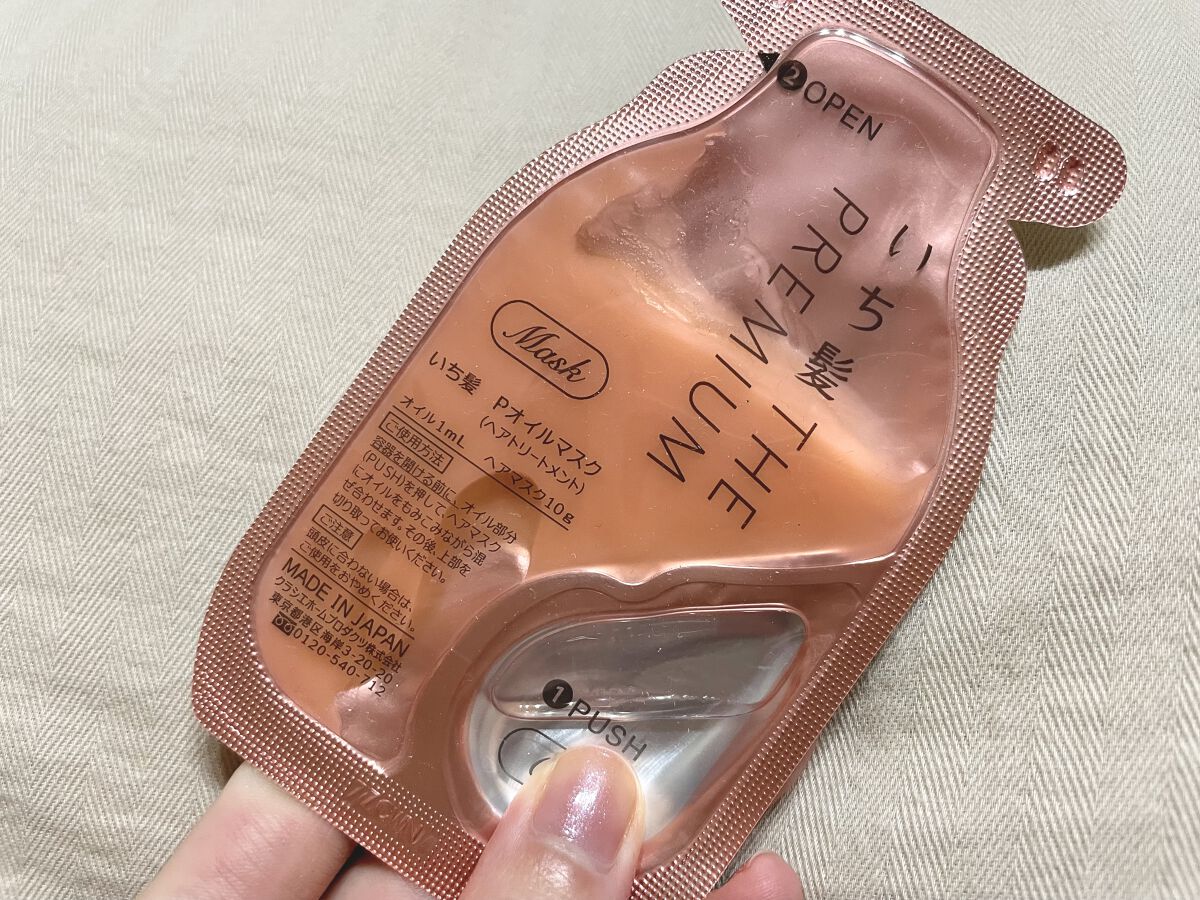 ❷OPEN
いち髪 THE
PREMIUM
Mask
いち髪 Pオイルマスク
(ヘアトリートメント)
オイル1mL ヘアマスク10g
ご使用方法
容器を開ける前に、オイル部分
(PUSH)を押して、ヘアマスク
にオイルをもみこみながら混
ぜ合わせます。その後、上部を
切り取ってお使いください。
ご注意
頭皮に合わない場合は、
ご使用をおやめください。
MADE IN JAPAN
クラシエホームプロダクツ株式会社
東京都港区海岸3-20-20
0120-540-712
❶PUSH